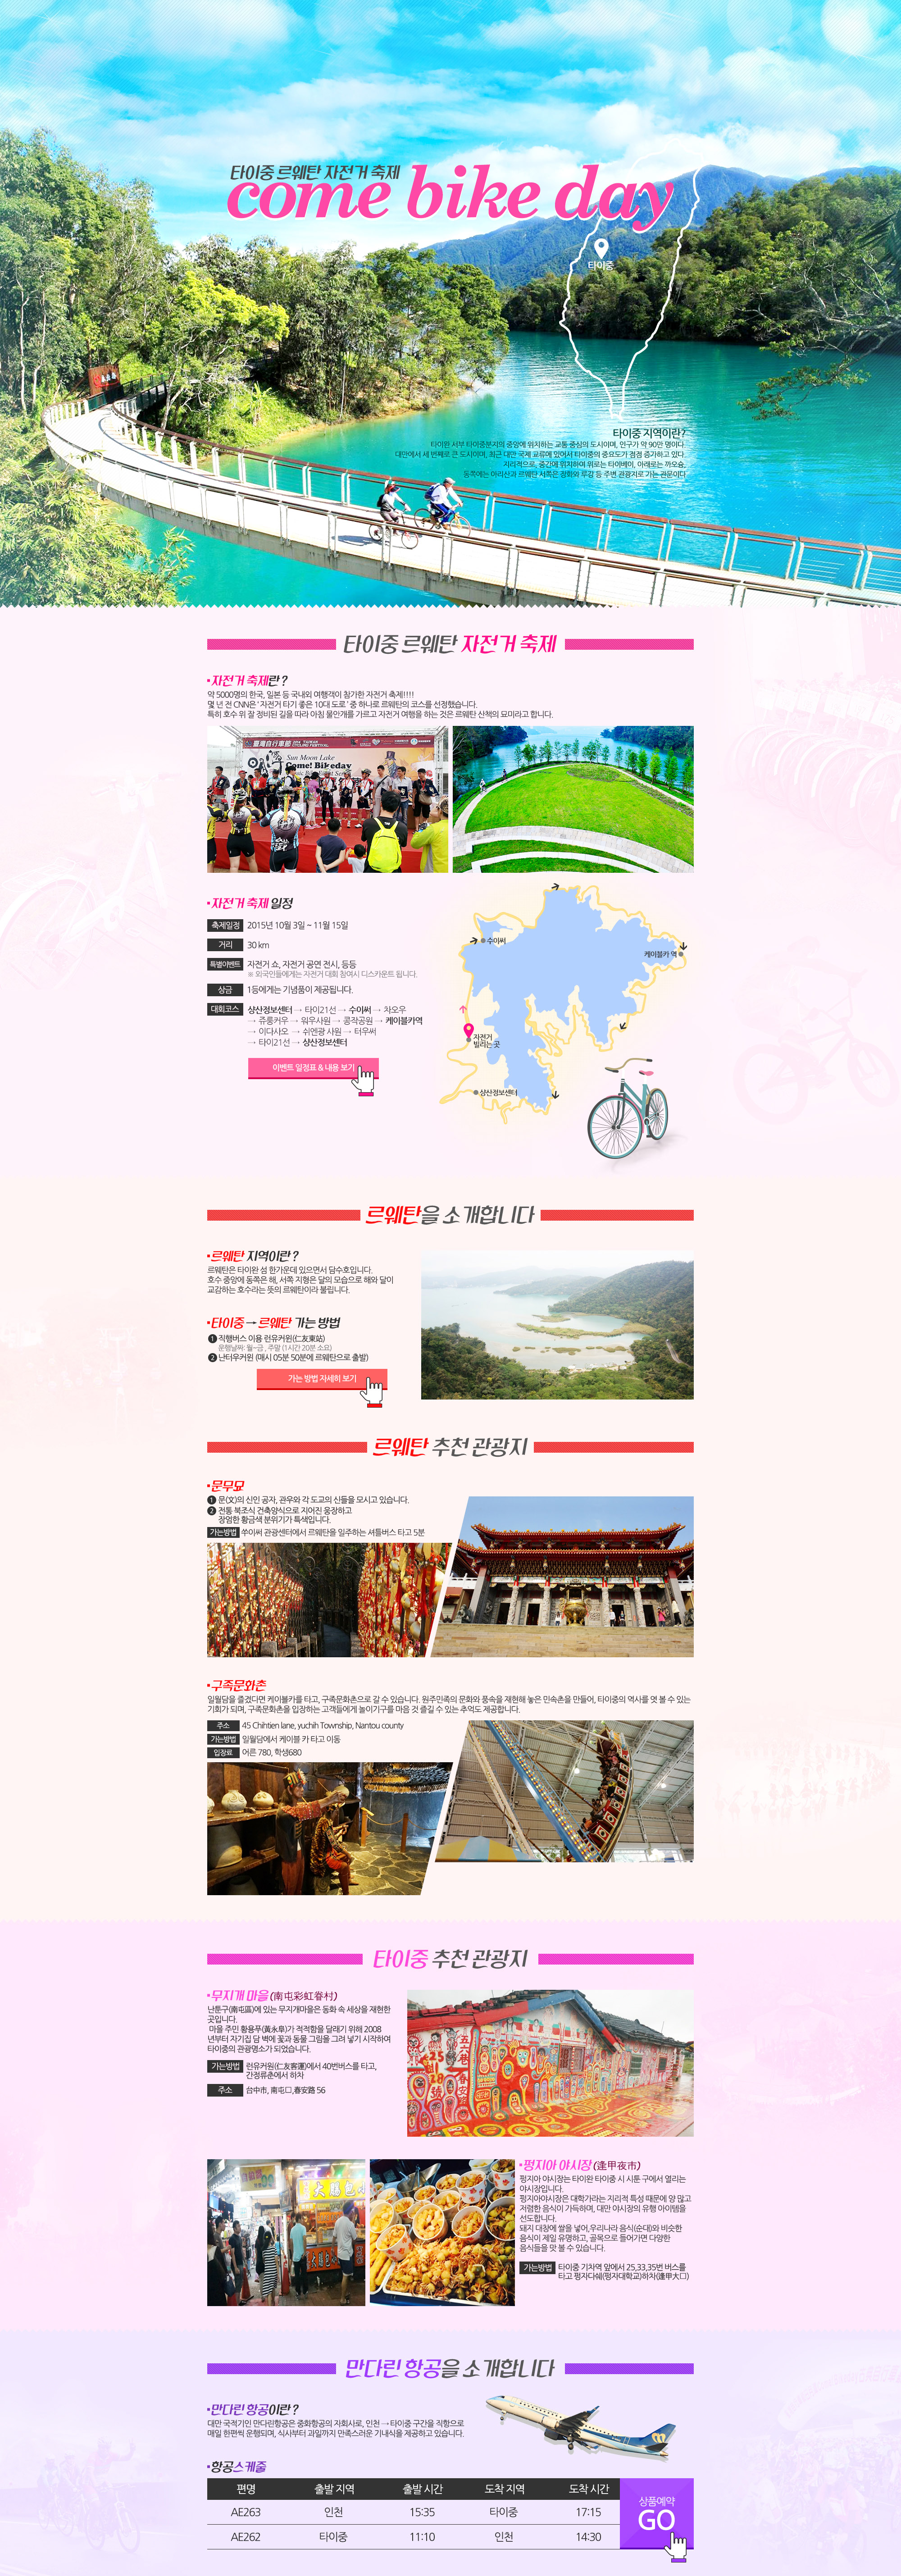 타이중 르웨탄 자전거 축제
come bike day
타이중
타이중 지역이란?
타이완 서부 타이중분지의 중앙에 위치하는 교통 중심의 도시이며, 인구가 약 90만 명이다.
대만에서 세 번째로 큰 도시이며, 최근 대만 국제 교류에 있어서 타이중의 중요도가 점점 증가하고 있다.
지리적으로, 중간에 위치하여 위로는 타이베이, 아래로는 까오슝,
동쪽에는 아리산과 르웨탄 서쪽은 장화와 루강 등 주변 관광지로 가는 관문이다
타이중 르웨탄 자전거 축제
자전거 축제란?
약 5000명의 한국, 일본 등 국내외 여행객이 참가한 자전거 축제!!!!
몇 년 전 CNN은 ' 자전거 타기 좋은 10대 도로 ' 중 하나로 르웨탄의 코스를 선정했습니다.
특히 호수 위 잘 정비된 길을 따라 아침 물안개를 가르고 자전거 여행을 하는 것은 르웨탄 산책의 묘미라고 합니다.
臺灣自行車節
Sun Moon Lake
Come! Bikeday
자전거 축제 일정
축제일정 2015년 10월 3일 ~ 11월 15일
거리 30 km
특별이벤트 자전거 쇼, 자전거 공연 전시, 등등
※ 외국인들에게는 자전거 대회 참여시 디스카운트 됩니다.
상금 1등에게는 기념품이 제공됩니다.
대회코스 샹산정보센터 → 타이21선 → 수이써 → 차오우
→ 쥬룽커우 → 워우사원 → 공작공원 → 케이블카역
→ 이다사오 → 쉬엔광 사원 → 터우써
→ 타이21선 → 샹산정보센터
이벤트 일정표 & 내용 보기
수이써
케이블카 역
자전거
빌리는 곳
샹산정보센터
르웨탄을 소개합니다
르웨탄 지역이란?
르웨탄은 타이완 섬 한가운데 있으면서 담수호입니다.
호수 중앙에 동쪽은 해, 서쪽 지형은 달의 모습으로 해와 달이
교감하는 호수라는 뜻의 르웨탄이라 불립니다.
타이중→르웨탄 가는 방법
1 직행버스 이용 런유커윈(仁友東站)
운행날짜: 월~금 , 주말 (1시간 20분 소요)
2 난터우커윈 (매시 05분 50분에 르웨탄으로 출발)
가는 방법 자세히 보기
르웨탄 추천 관광지
문무묘
1 문(文)의 신인 공자, 관우와 각 도교의 신들을 모시고 있습니다.
2 전통 북조식 건축양식으로 지어진 웅장하고
장엄한 황금색 분위기가 특색입니다.
가는방법 쑤이써 관광센터에서 르웨탄을 일주하는 셔틀버스 타고 5분
구족문화촌
일월담을 즐겼다면 케이블카를 타고, 구족문화촌으로 갈 수 있습니다. 원주민족의 문화와 풍속을 재현해 놓은 민속촌을 만들어, 타이중의 역사를 엿 볼 수 있는
기회가 되며, 구족문화촌을 입장하는 고객들에게 놀이기구를 마음 것 즐길 수 있는 추억도 제공합니다.
주소 45 Chihtien lane, yuchih Township, Nantou county
가는방법 일월담에서 케이블 카 타고 이동
입장료 어른 780, 학생680
타이중 추천 관광지
무지개 마을 (南屯彩虹眷村)
난툰구(南屯區)에 있는 무지개마을은 동화 속 세상을 재현한
곳입니다.
마을 주민 황용푸(黃永阜)가 적적함을 달래기 위해 2008
년부터 자기집 담 벽에 꽃과 동물 그림을 그려 넣기 시작하여
타이중의 관광명소가 되었습니다.
가는방법 런유커윈(仁友客運)에서 40번버스를 타고,
간정류춘에서 하차
주소 台中市, 南屯□,春安路 56
펑지아 야시장 (逢甲夜市)
펑지아 야시장는 타이완 타이중 시 시툰 구에서 열리는
야시장입니다.
펑지아야시장은 대학가라는 지리적 특성 때문에 양 많고
저렴한 음식이 가득하며, 대만 야시장의 유행 아이템을
선도합니다.
돼지 대창에 쌀을 넣어,우리나라 음식(순대)와 비슷한
음식이 제일 유명하고, 골목으로 들어가면 다양한
음식들을 맛 볼 수 있습니다.
가는방법 타이중 기차역 앞에서 25,33,35번 버스를
타고 펑자다쉐(펑자대학교)하차(逢甲大□)
만다린 항공을 소개합니다
만다린 항공이란?
대만 국적기인 만다린항공은 중화항공의 자회사로, 인천 → 타이중 구간을 직항으로
매일 한편씩 운행되며, 식사부터 과일까지 만족스러운 기내식을 제공하고 있습니다.
항공스케줄
편명 출발 지역 출발 시간 도착 지역 도착 시간
AE263 인천 15:35 타이중 17:15
AE262 타이중 11:10 인천 14:30
상품예약
GO